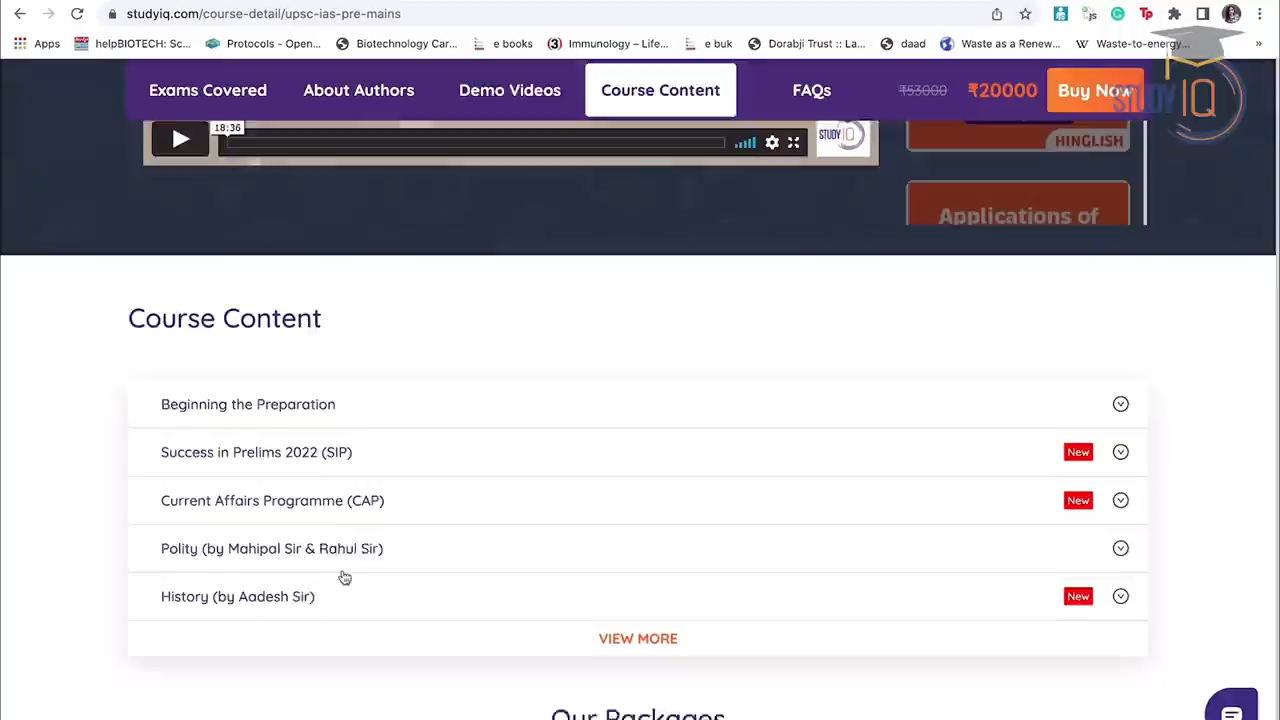 studyiq.com/course-detail/upsc-ias-pre-mains
Apps helpBIOTECH: Sc... Protocols - Open... Biotechnology Car... e books Immunology – Life... e buk Dorabji Trust :: La... daad Waste as a Renew... Waste-to-energy... »
Exams Covered About Authors Demo Videos Course Content FAQs ₹53000 ₹20000 Buy Now
STUDY IQ
18:36
STUDY IQ
HINGLISH
Applications of
Course Content
Beginning the Preparation
Success in Prelims 2022 (SIP) New
Current Affairs Programme (CAP) New
Polity (by Mahipal Sir & Rahul Sir)
History (by Aadesh Sir) New
VIEW MORE
Our Packages